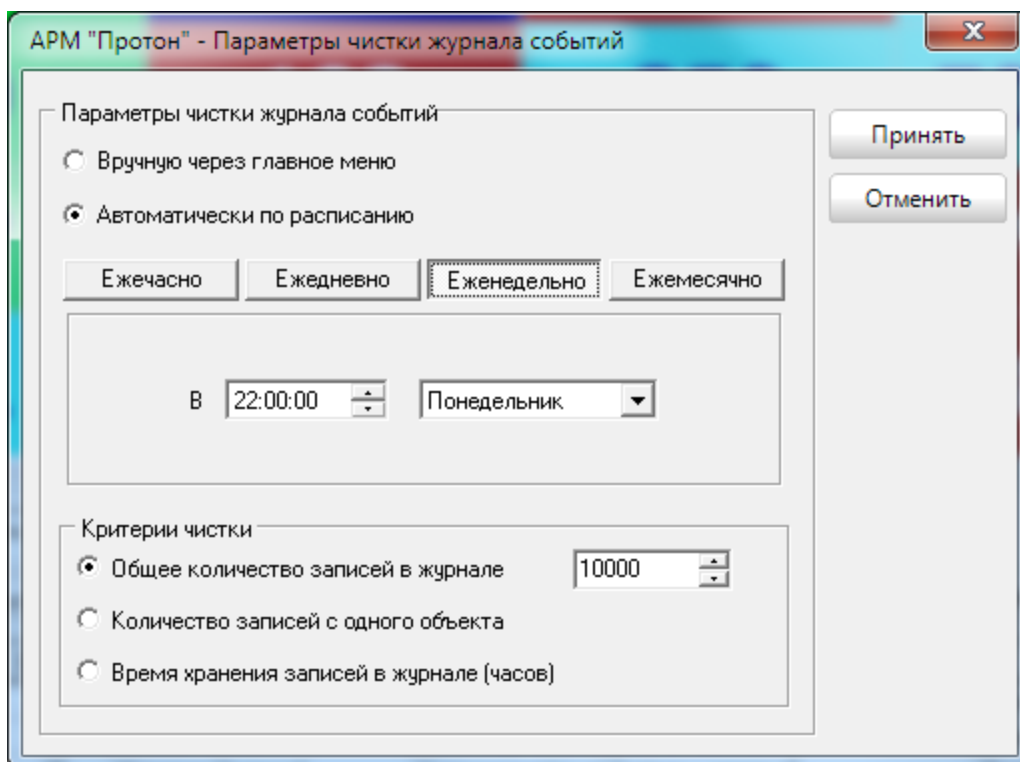 АРМ "Протон" - Параметры чистки журнала событий
Параметры чистки журнала событий
Вручную через главное меню
Автоматически по расписанию
Ежечасно Ежедневно Еженедельно Ежемесячно
В 22:00:00 Понедельник
Критерии чистки
Общее количество записей в журнале 10000
Количество записей с одного объекта
Время хранения записей в журнале (часов)
Принять
Отменить